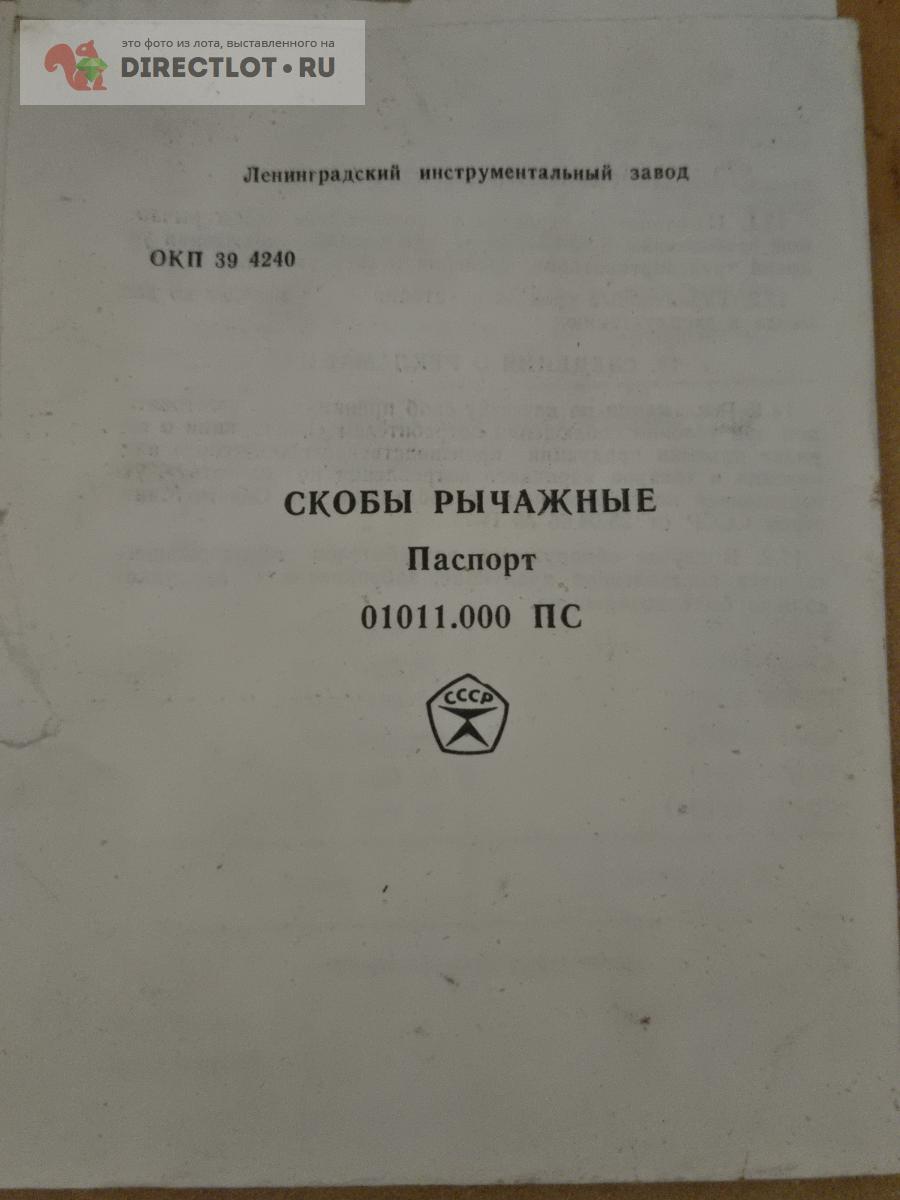 это фото из лота, выставленного на
DIRECTLOT.RU
Ленинградский инструментальный завод
ОКП 39 4240
СКОБЫ РЫЧАЖНЫЕ
Паспорт
01011.000 ПС
СССР